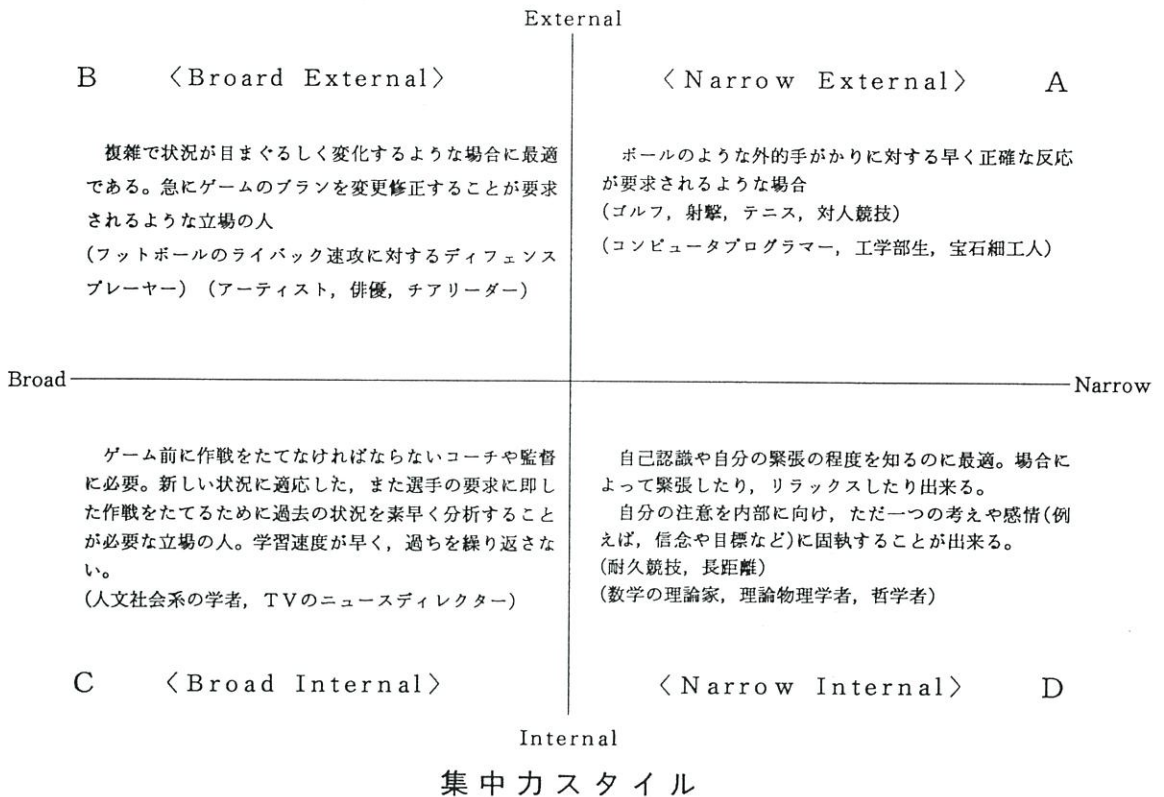 External
B 〈Broard External〉
複雑で状況が目まぐるしく変化するような場合に最適
である。急にゲームのプランを変更修正することが要求
されるような立場の人
(フットボールのライバック速攻に対するディフェンス
プレーヤー) (アーティスト, 俳優, チアリーダー)
〈Narrow External〉 A
ボールのような外的手がかりに対する早く正確な反応
が要求されるような場合
(ゴルフ, 射撃, テニス, 対人競技)
(コンピュータプログラマー, 工学部生, 宝石細工人)
Broad
Narrow
ゲーム前に作戦をたてなければならないコーチや監督
に必要。新しい状況に適応した, また選手の要求に即し
た作戦をたてるために過去の状況を素早く分析すること
が必要な立場の人。学習速度が早く, 過ちを繰り返さな
い。
(人文社会系の学者, TVのニュースディレクター)
C 〈Broad Internal〉
自己認識や自分の緊張の程度を知るのに最適。場合に
よって緊張したり, リラックスしたり出来る。
自分の注意を内部に向け, ただ一つの考えや感情(例
えば, 信念や目標など)に固執することが出来る。
(耐久競技, 長距離)
(数学の理論家, 理論物理学者, 哲学者)
〈Narrow Internal〉 D
Internal
集中力スタイル